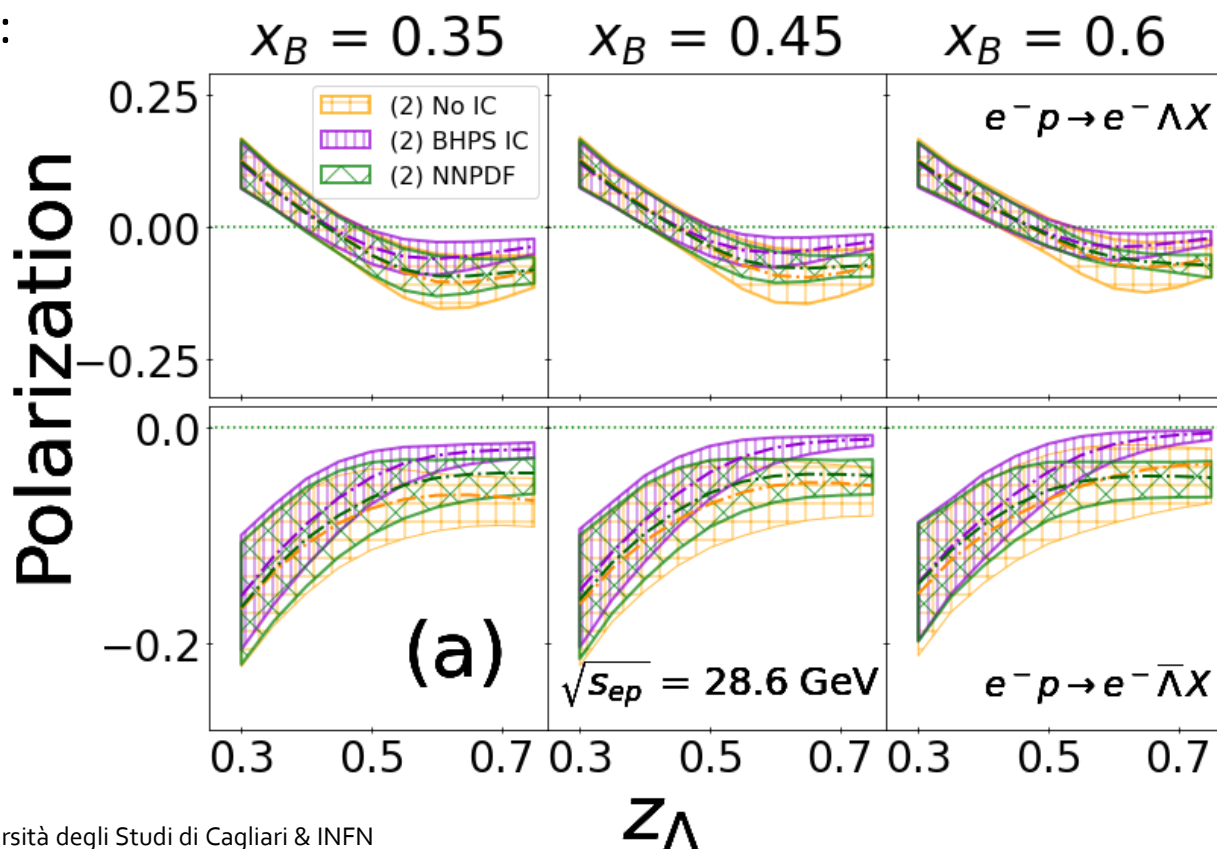 :
x_B = 0.35 x_B = 0.45 x_B = 0.6
0.25
0.00
−0.25
(2) No IC
(2) BHPS IC
(2) NNPDF
e⁻p → e⁻ΛX
Polarization
0.0
−0.2
(a)
√s_ep = 28.6 GeV
e⁻p → e⁻Λ̅X
0.3 0.5 0.7 0.3 0.5 0.7 0.3 0.5 0.7
z_Λ
rsità degli Studi di Cagliari & INFN